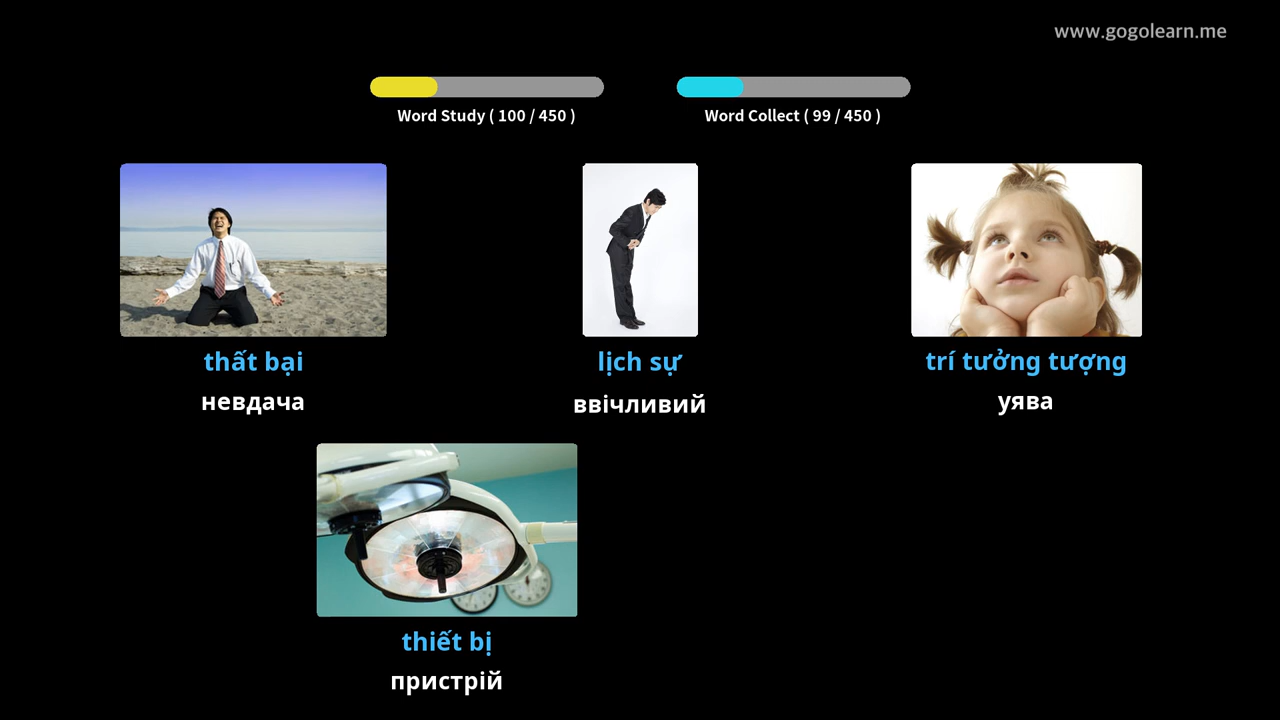 www.gogolearn.me
Word Study ( 100 / 450 )
Word Collect ( 99 / 450 )
thất bại
невдача
lịch sự
ввічливий
trí tưởng tượng
уява
thiết bị
пристрій